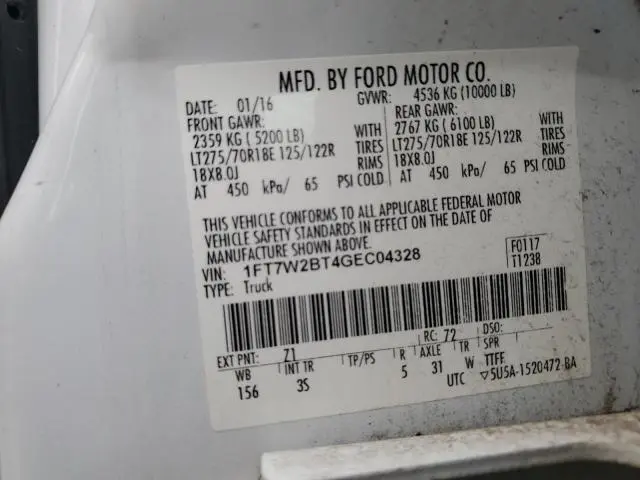 MFD. BY FORD MOTOR CO.
DATE: 01/16 GVWR: 4536 KG (10000 LB)
FRONT GAWR: REAR GAWR:
2359 KG ( 5200 LB) WITH 2767 KG ( 6100 LB) WITH
LT275/70R18E 125/122R TIRES LT275/70R18E 125/122R TIRES
18X8.0J RIMS 18X8.0J RIMS
AT 450 kPa/ 65 PSI COLD AT 450 kPa/ 65 PSI COLD
THIS VEHICLE CONFORMS TO ALL APPLICABLE FEDERAL MOTOR
VEHICLE SAFETY STANDARDS IN EFFECT ON THE DATE OF
MANUFACTURE SHOWN ABOVE.
VIN: 1FT7W2BT4GEC04328 F0117
TYPE: Truck T1238
EXT PNT: Z1 RC: 72 DSO:
WB INT TR TP/PS R AXLE TR SPR
156 3S 5 31 W TTFF
UTC ▽5U5A-1520472-BA